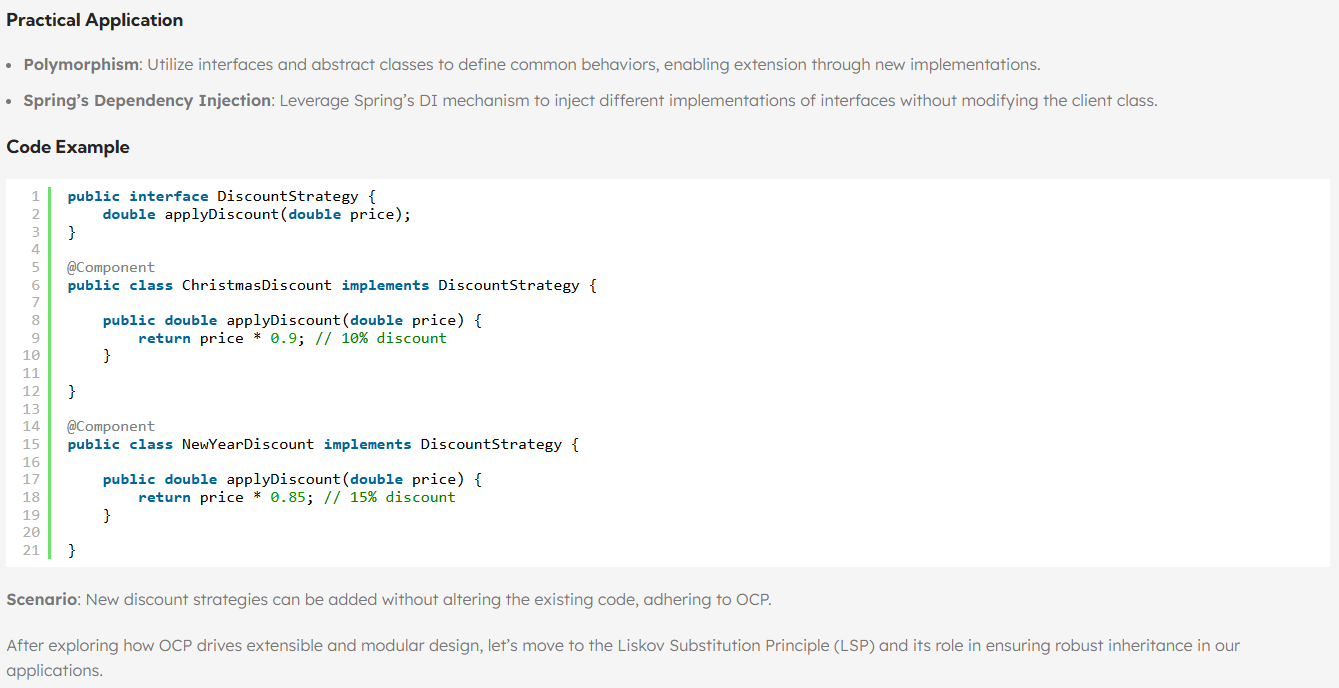 Practical Application
• Polymorphism: Utilize interfaces and abstract classes to define common behaviors, enabling extension through new implementations.
• Spring’s Dependency Injection: Leverage Spring’s DI mechanism to inject different implementations of interfaces without modifying the client class.
Code Example
1 public interface DiscountStrategy {
2     double applyDiscount(double price);
3 }
4
5 @Component
6 public class ChristmasDiscount implements DiscountStrategy {
7
8     public double applyDiscount(double price) {
9         return price * 0.9; // 10% discount
10     }
11
12 }
13
14 @Component
15 public class NewYearDiscount implements DiscountStrategy {
16
17     public double applyDiscount(double price) {
18         return price * 0.85; // 15% discount
19     }
20
21 }
Scenario: New discount strategies can be added without altering the existing code, adhering to OCP.
After exploring how OCP drives extensible and modular design, let’s move to the Liskov Substitution Principle (LSP) and its role in ensuring robust inheritance in our
applications.